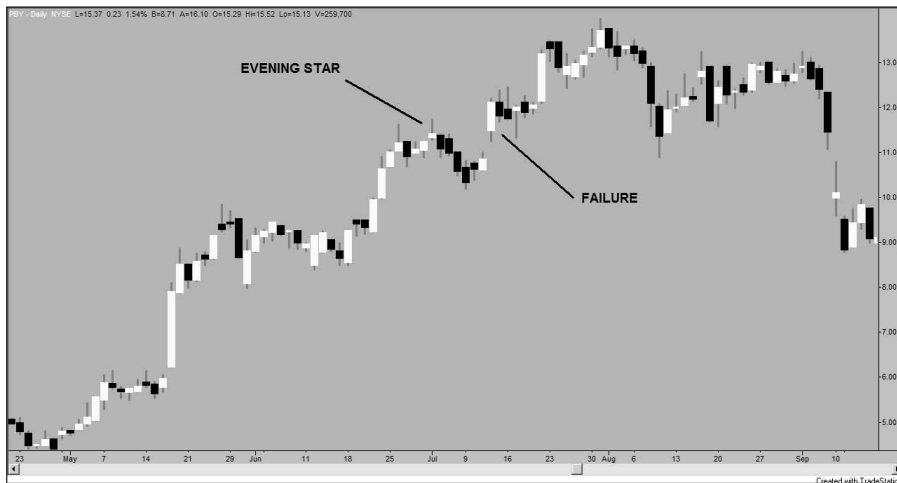 PBY - Daily NYSE L=15.37 0.23 1.54% B=8.71 A=16.10 O=15.29 Hi=15.52 Lo=15.13 V=259,700
EVENING STAR
FAILURE
13.00
12.00
11.00
10.00
9.00
8.00
7.00
6.00
5.00
23 May 7 14 21 29 Jun 11 18 25 Jul 9 16 23 30 Aug 6 13 20 27 Sep 10
Created with TradeStati